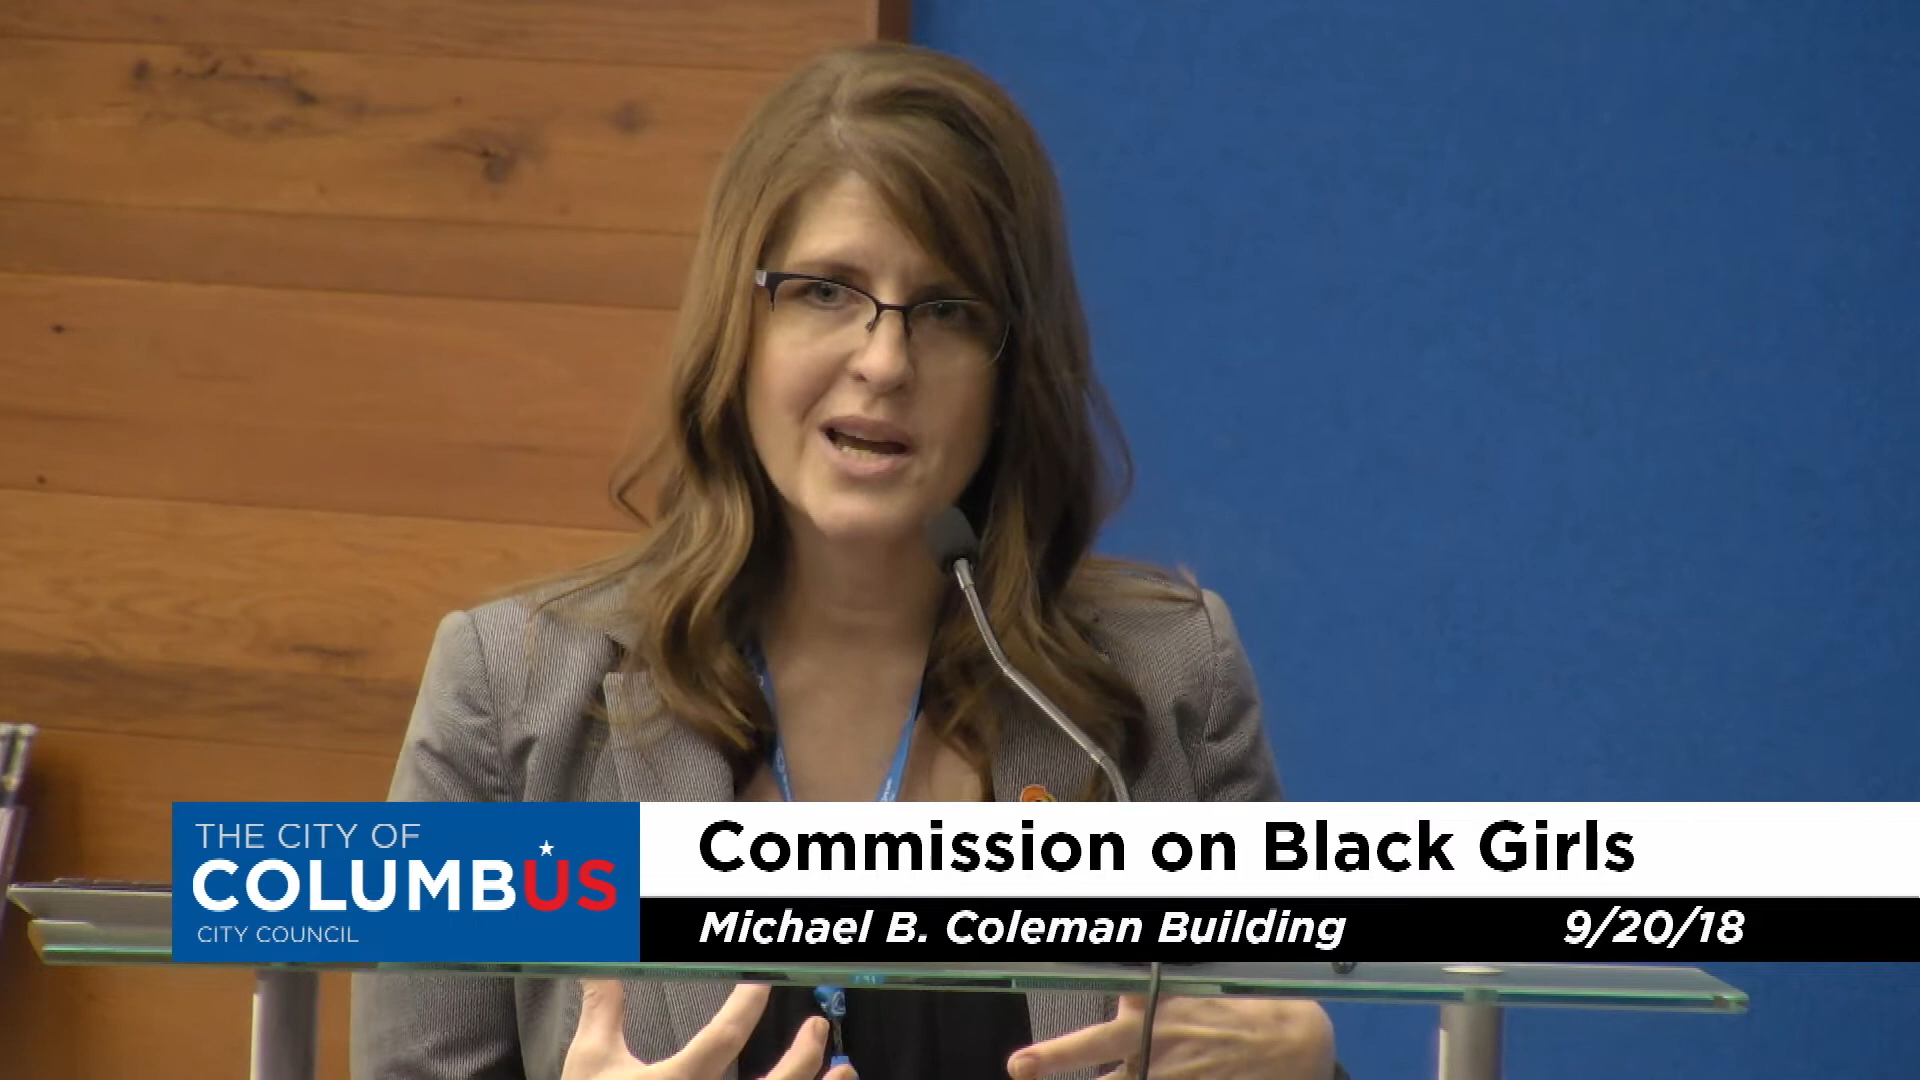 THE CITY OF
COLUMBUS
CITY COUNCIL
Commission on Black Girls
Michael B. Coleman Building 9/20/18